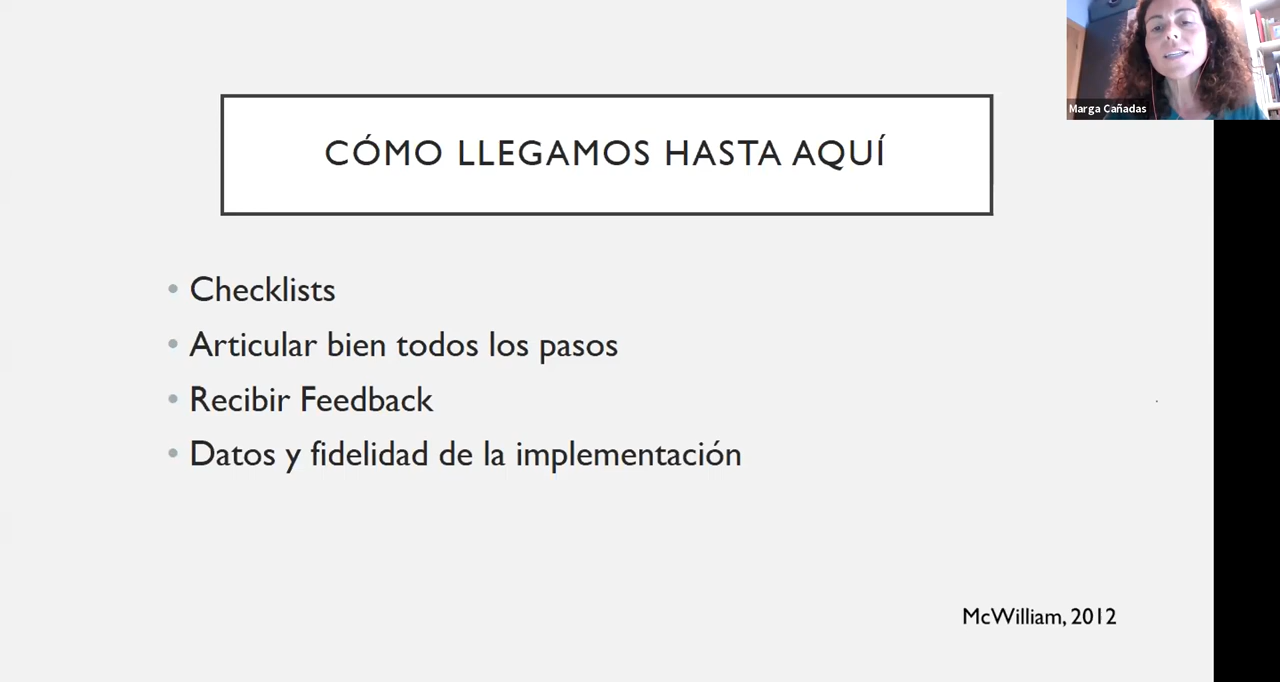 CÓMO LLEGAMOS HASTA AQUÍ
• Checklists
• Articular bien todos los pasos
• Recibir Feedback
• Datos y fidelidad de la implementación
McWilliam, 2012
Marga Cañadas